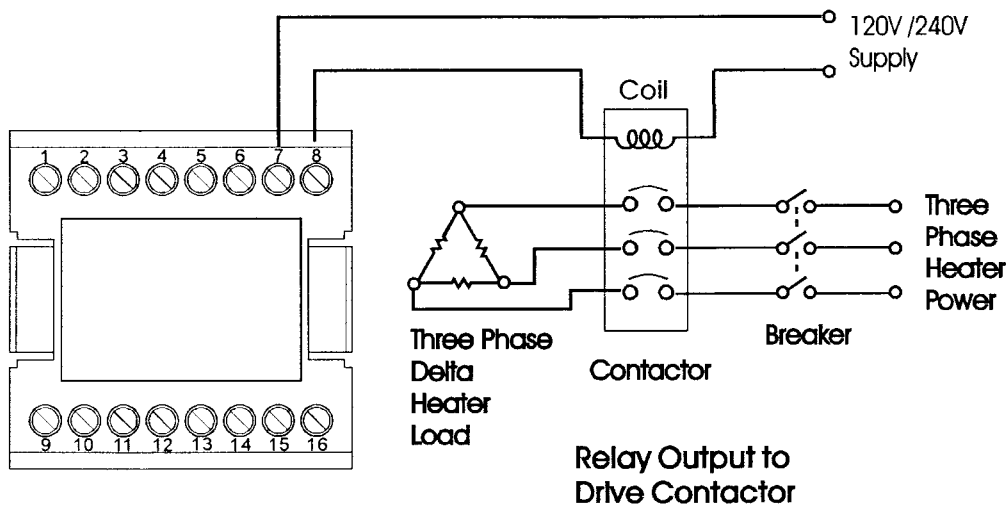 120V /240V
Supply
Coil
1 2 3 4 5 6 7 8
Three
Phase
Heater
Power
Three Phase
Delta
Heater
Load
Contactor
Breaker
9 10 11 12 13 14 15 16
Relay Output to
Drive Contactor